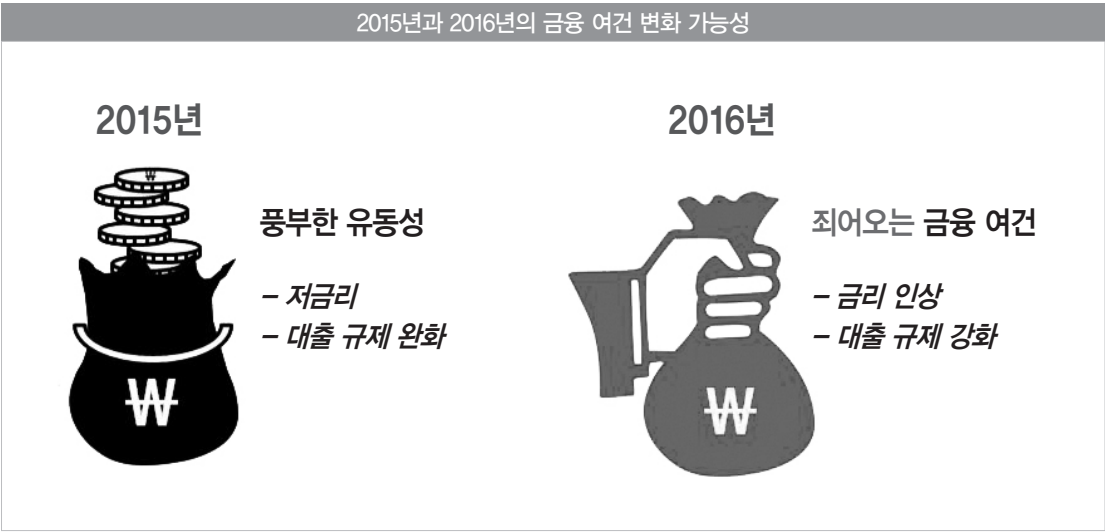 2015년과 2016년의 금융 여건 변화 가능성
2015년
₩
풍부한 유동성
– 저금리
– 대출 규제 완화
₩
2016년
죄어오는 금융 여건
– 금리 인상
– 대출 규제 강화
₩